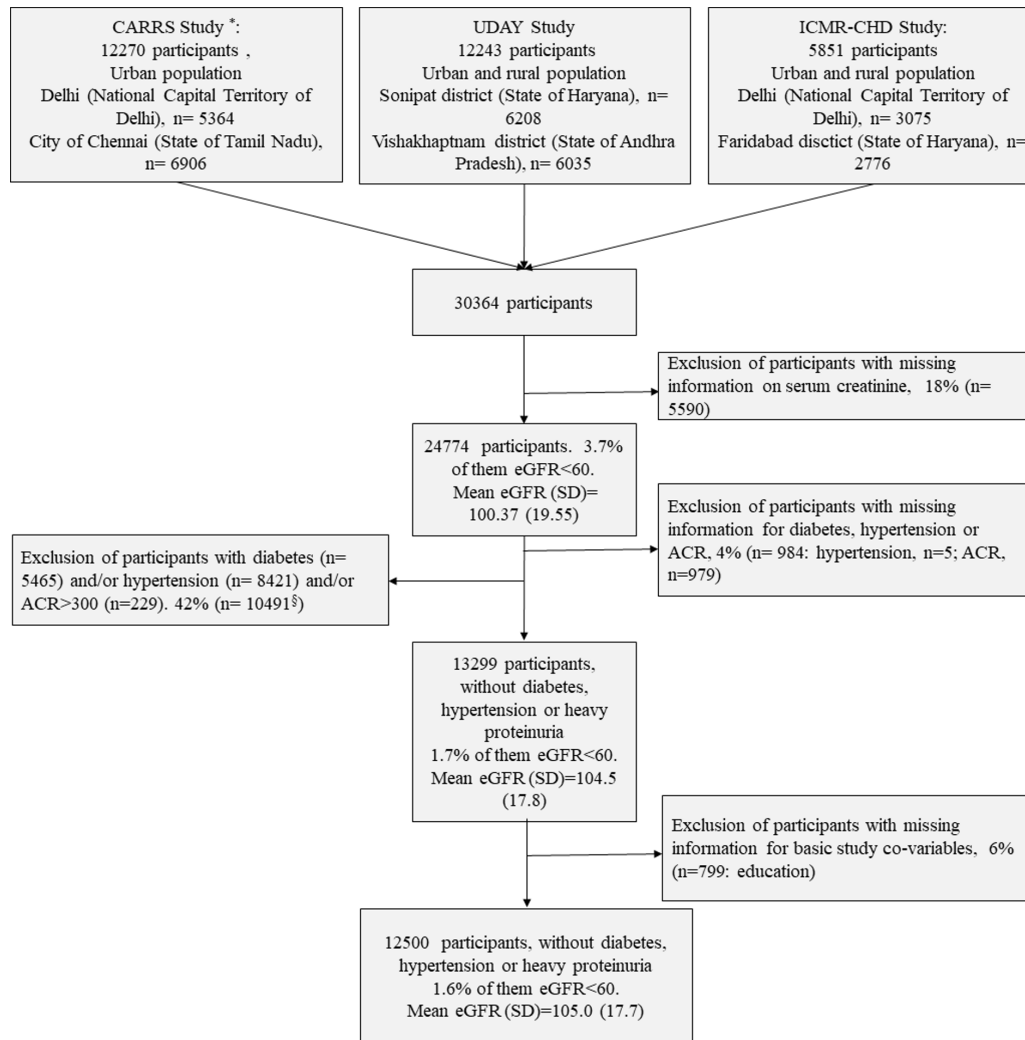 CARRS Study *:
12270 participants ,
Urban population
Delhi (National Capital Territory of
Delhi), n= 5364
City of Chennai (State of Tamil Nadu),
n= 6906
UDAY Study
12243 participants
Urban and rural population
Sonipat district (State of Haryana), n=
6208
Vishakhaptnam district (State of Andhra
Pradesh), n= 6035
ICMR-CHD Study:
5851 participants
Urban and rural population
Delhi (National Capital Territory of
Delhi), n= 3075
Faridabad disctict (State of Haryana), n=
2776
30364 participants
Exclusion of participants with missing
information on serum creatinine, 18% (n=
5590)
24774 participants. 3.7%
of them eGFR<60.
Mean eGFR (SD)=
100.37 (19.55)
Exclusion of participants with missing
information for diabetes, hypertension or
ACR, 4% (n= 984: hypertension, n=5; ACR,
n=979)
Exclusion of participants with diabetes (n=
5465) and/or hypertension (n= 8421) and/or
ACR>300 (n=229). 42% (n= 10491§)
13299 participants,
without diabetes,
hypertension or heavy
proteinuria
1.7% of them eGFR<60.
Mean eGFR (SD)=104.5
(17.8)
Exclusion of participants with missing
information for basic study co-variables, 6%
(n=799: education)
12500 participants, without diabetes,
hypertension or heavy proteinuria
1.6% of them eGFR<60.
Mean eGFR (SD)=105.0 (17.7)